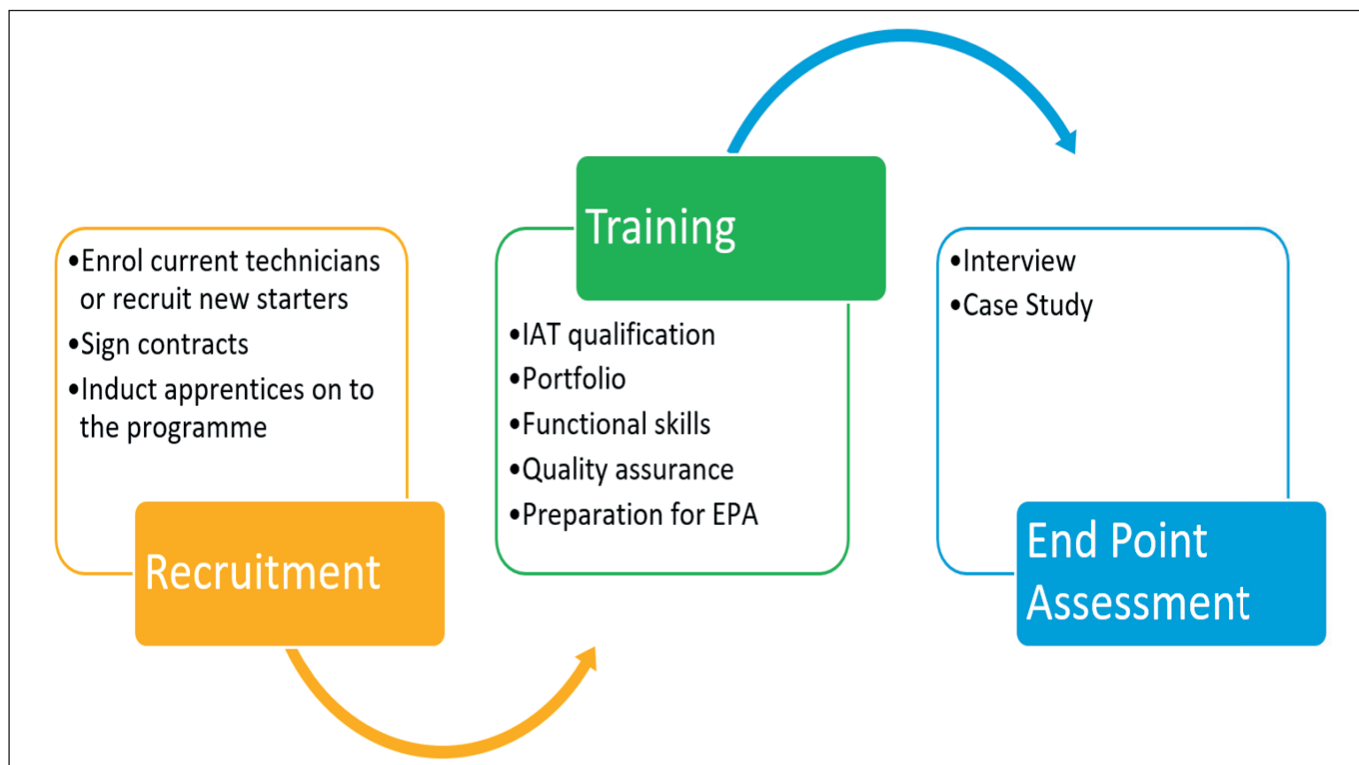 •Enrol current technicians
or recruit new starters
•Sign contracts
•Induct apprentices on to
the programme
Recruitment
Training
•IAT qualification
•Portfolio
•Functional skills
•Quality assurance
•Preparation for EPA
•Interview
•Case Study
End Point
Assessment